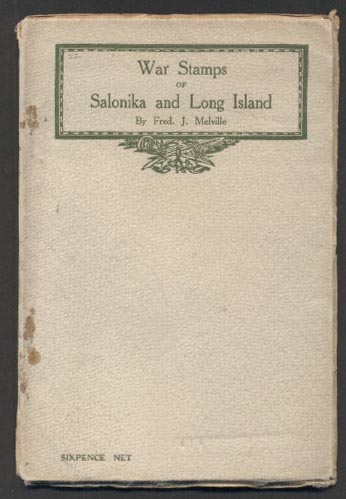 War Stamps
OF
Salonika and Long Island
By Fred. J. Melville
SIXPENCE NET